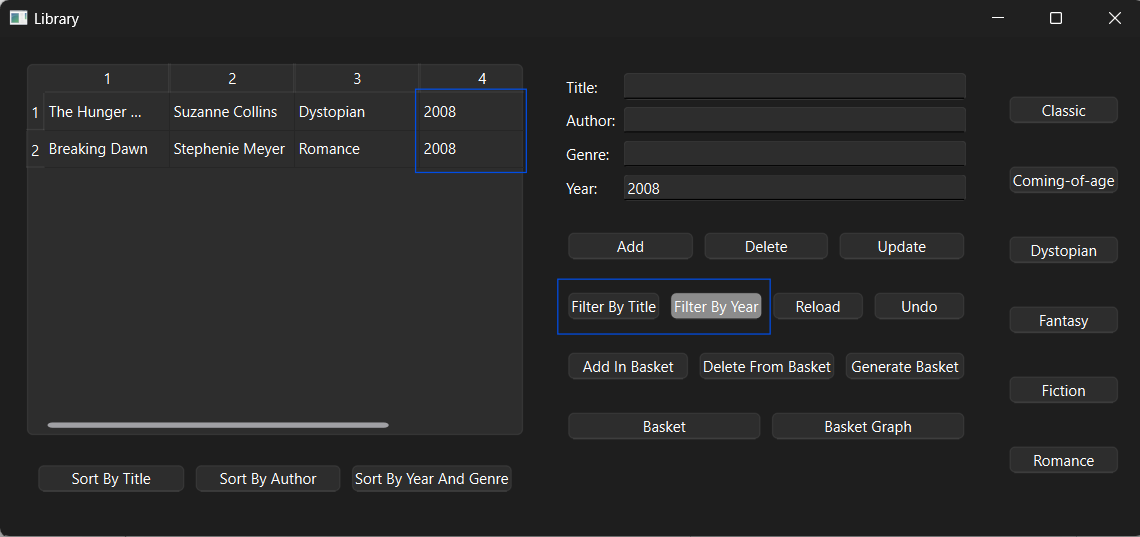 Library
1 2 3 4
1 The Hunger ... Suzanne Collins Dystopian 2008
2 Breaking Dawn Stephenie Meyer Romance 2008
Sort By Title Sort By Author Sort By Year And Genre
Title:
Author:
Genre:
Year: 2008
Add Delete Update
Filter By Title Filter By Year Reload Undo
Add In Basket Delete From Basket Generate Basket
Basket Basket Graph
Classic
Coming-of-age
Dystopian
Fantasy
Fiction
Romance